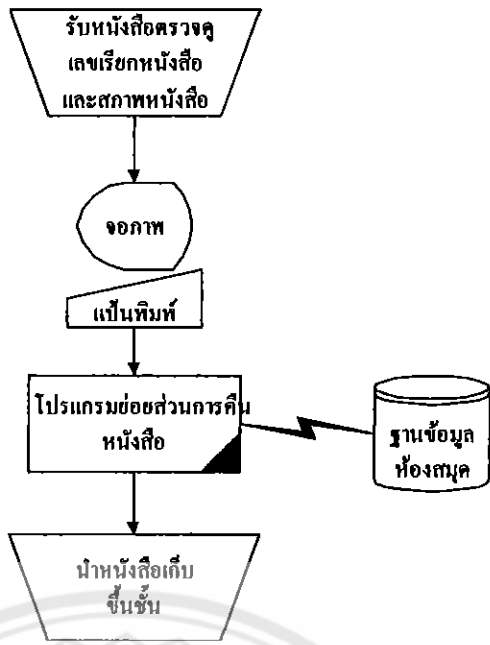 รับหนังสือตรวจดู
เลขเรียกหนังสือ
และสภาพหนังสือ
จอภาพ
แป้นพิมพ์
โปรแกรมย่อยส่วนการคืน
หนังสือ
ฐานข้อมูล
ห้องสมุด
นำหนังสือเก็บ
ขึ้นชั้น